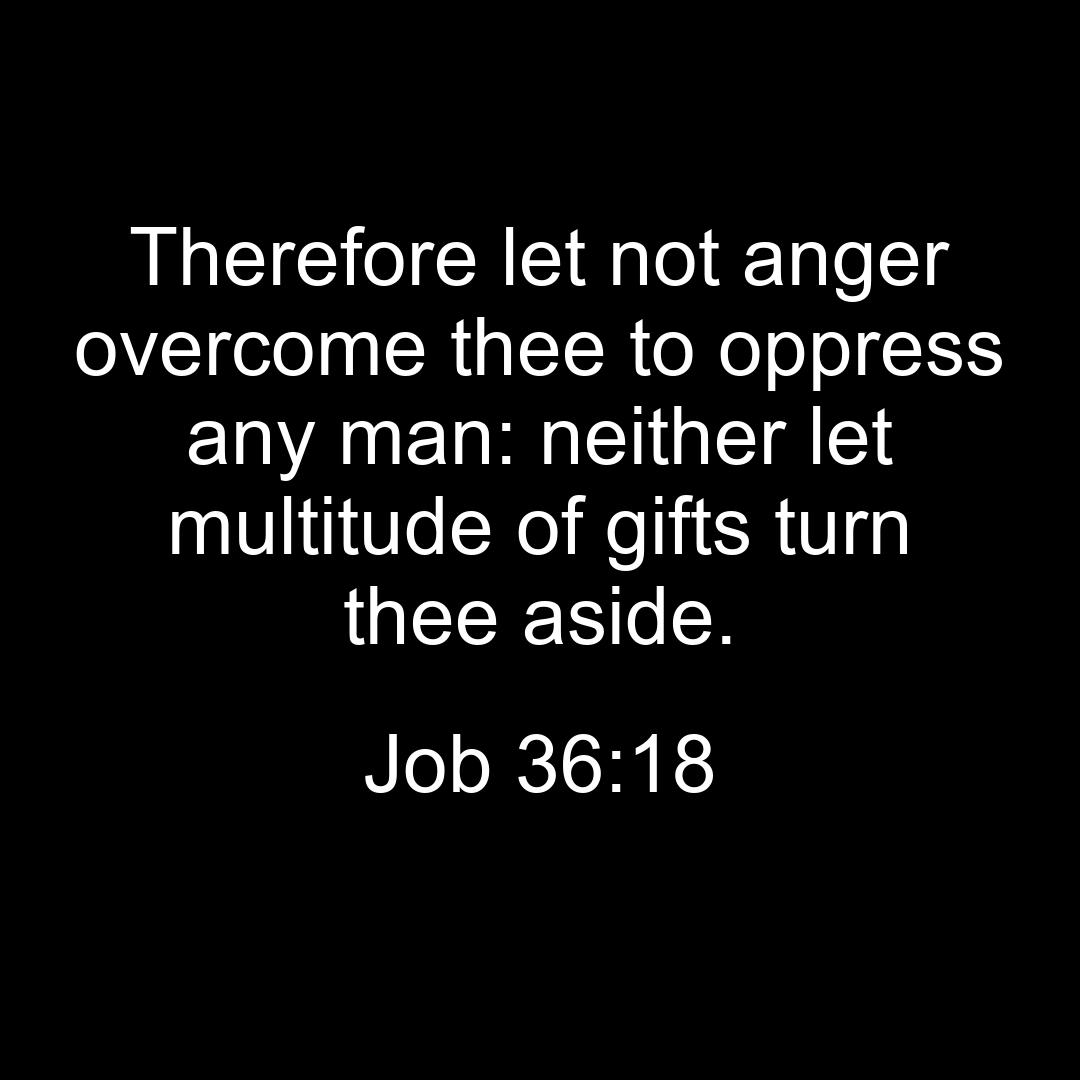 Therefore let not anger
overcome thee to oppress
any man: neither let
multitude of gifts turn
thee aside.
Job 36:18